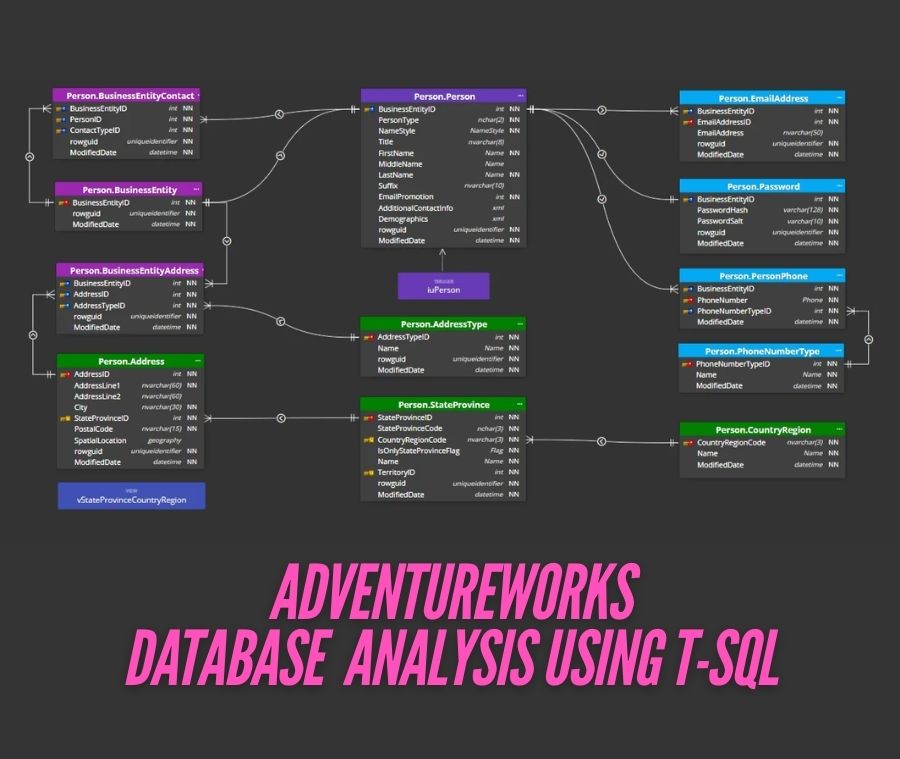 Person.BusinessEntityContact
BusinessEntityID int NN
PersonID int NN
ContactTypeID int NN
rowguid uniqueidentifier NN
ModifiedDate datetime NN
Person.BusinessEntity
BusinessEntityID int NN
rowguid uniqueidentifier NN
ModifiedDate datetime NN
Person.BusinessEntityAddress
BusinessEntityID int NN
AddressID int NN
AddressTypeID int NN
rowguid uniqueidentifier NN
ModifiedDate datetime NN
Person.Address
AddressID int NN
AddressLine1 nvarchar(60) NN
AddressLine2 nvarchar(60)
City nvarchar(30) NN
StateProvinceID int NN
PostalCode nvarchar(15) NN
SpatialLocation geography
rowguid uniqueidentifier NN
ModifiedDate datetime NN
VIEW
vStateProvinceCountryRegion
Person.Person
BusinessEntityID int NN
PersonType nchar(2) NN
NameStyle NameStyle NN
Title nvarchar(8)
FirstName Name NN
MiddleName Name
LastName Name NN
Suffix nvarchar(10)
EmailPromotion int NN
AdditionalContactInfo xml
Demographics xml
rowguid uniqueidentifier NN
ModifiedDate datetime NN
TRIGGER
iuPerson
Person.AddressType
AddressTypeID int NN
Name Name NN
rowguid uniqueidentifier NN
ModifiedDate datetime NN
Person.StateProvince
StateProvinceID int NN
StateProvinceCode nchar(3) NN
CountryRegionCode nvarchar(3) NN
IsOnlyStateProvinceFlag Flag NN
Name Name NN
TerritoryID int NN
rowguid uniqueidentifier NN
ModifiedDate datetime NN
Person.EmailAddress
BusinessEntityID int NN
EmailAddressID int NN
EmailAddress nvarchar(50)
rowguid uniqueidentifier NN
ModifiedDate datetime NN
Person.Password
BusinessEntityID int NN
PasswordHash varchar(128) NN
PasswordSalt varchar(10) NN
rowguid uniqueidentifier NN
ModifiedDate datetime NN
Person.PersonPhone
BusinessEntityID int NN
PhoneNumber Phone NN
PhoneNumberTypeID int NN
ModifiedDate datetime NN
Person.PhoneNumberType
PhoneNumberTypeID int NN
Name Name NN
ModifiedDate datetime NN
Person.CountryRegion
CountryRegionCode nvarchar(3) NN
Name Name NN
ModifiedDate datetime NN
ADVENTUREWORKS
DATABASE ANALYSIS USING T-SQL